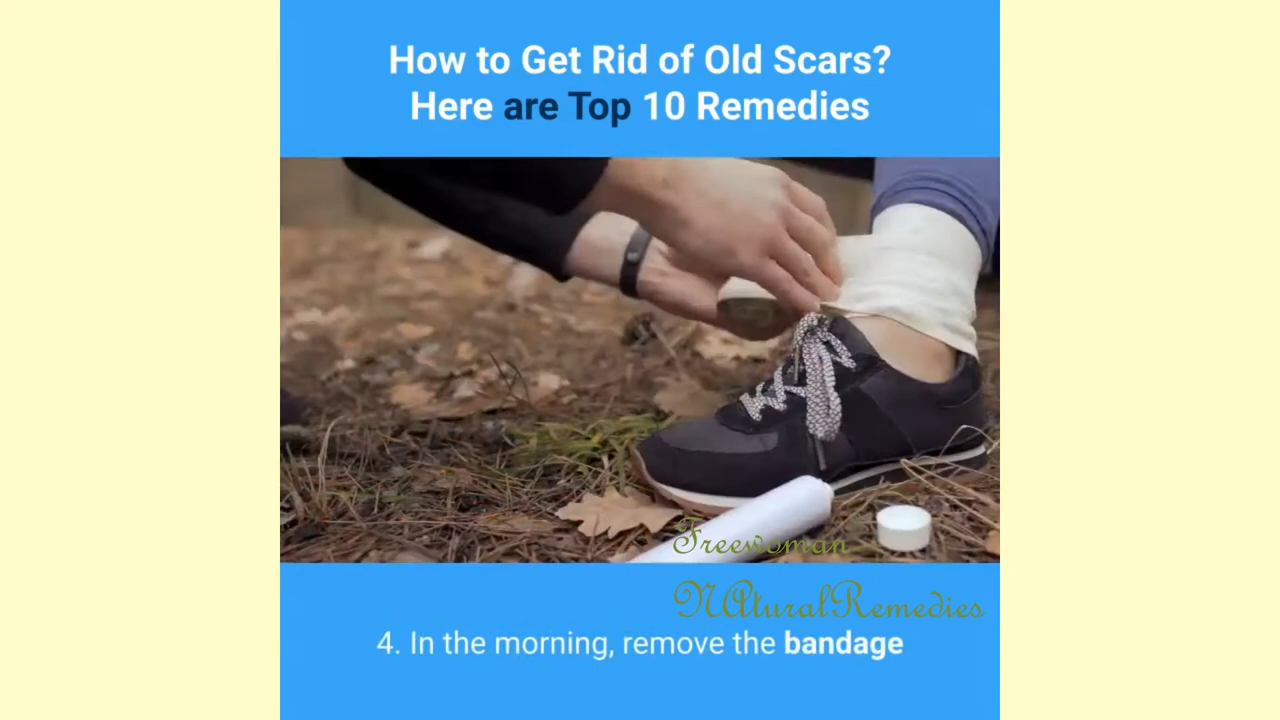 How to Get Rid of Old Scars?
Here are Top 10 Remedies
Freewoman
NAturalRemedies
4. In the morning, remove the bandage